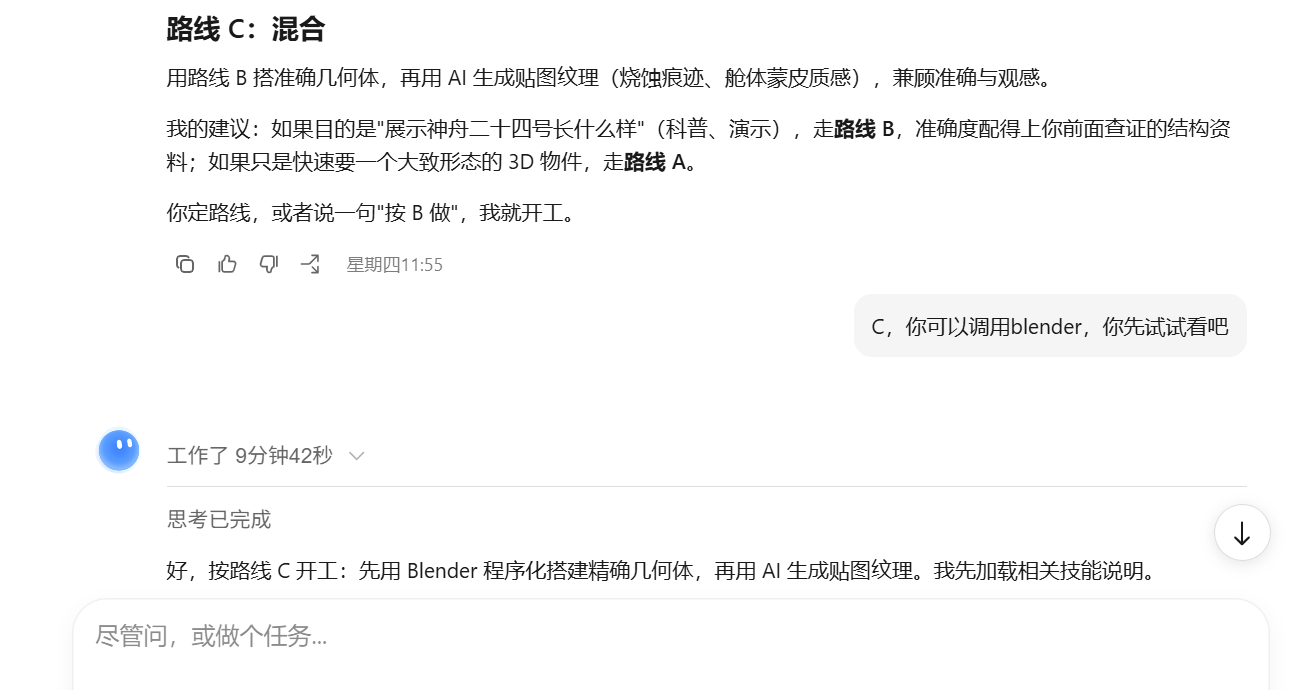 路线 C：混合
用路线 B 搭准确几何体，再用 AI 生成贴图纹理（烧蚀痕迹、舱体蒙皮质感），兼顾准确与观感。
我的建议：如果目的是"展示神舟二十四号长什么样"（科普、演示），走路线 B，准确度配得上你前面查证的结构资
料；如果只是快速要一个大致形态的 3D 物件，走路线 A。
你定路线，或者说一句"按 B 做"，我就开工。
星期四11:55
C，你可以调用blender，你先试试看吧
工作了 9分钟42秒
思考已完成
好，按路线 C 开工：先用 Blender 程序化搭建精确几何体，再用 AI 生成贴图纹理。我先加载相关技能说明。
尽管问，或做个任务...